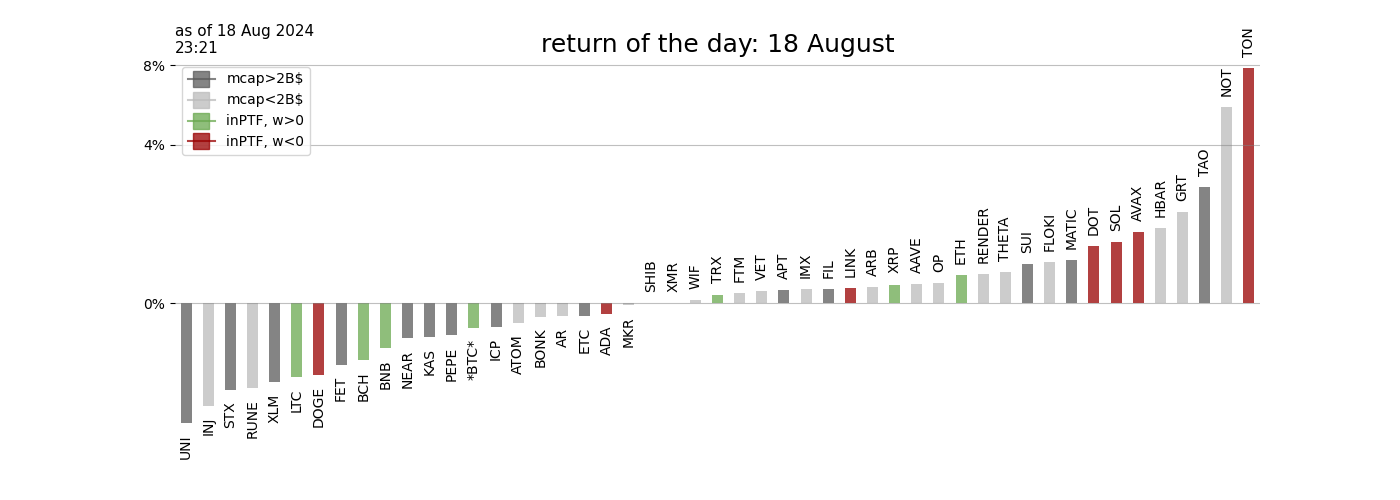 as of 18 Aug 2024
23:21
return of the day: 18 August
8%
4%
0%
mcap>2B$
mcap<2B$
inPTF, w>0
inPTF, w<0
UNI
INJ
STX
RUNE
XLM
LTC
DOGE
FET
BCH
BNB
NEAR
KAS
PEPE
*BTC*
ICP
ATOM
BONK
AR
ETC
ADA
MKR
SHIB
XMR
WIF
TRX
FTM
VET
APT
IMX
FIL
LINK
ARB
XRP
AAVE
OP
ETH
RENDER
THETA
SUI
FLOKI
MATIC
DOT
SOL
AVAX
HBAR
GRT
TAO
NOT
TON